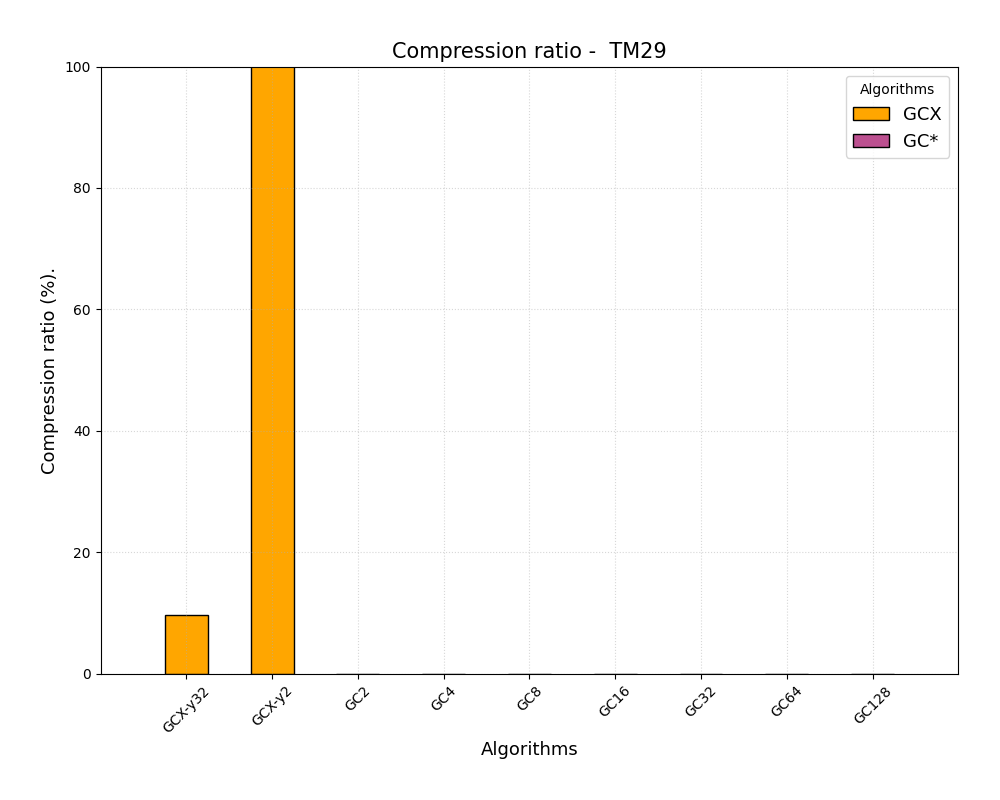 Compression ratio -  TM29
Algorithms
GCX
GC*
Compression ratio (%).
100
80
60
40
20
0
GCX-y32
GCX-y2
GC2
GC4
GC8
GC16
GC32
GC64
GC128
Algorithms